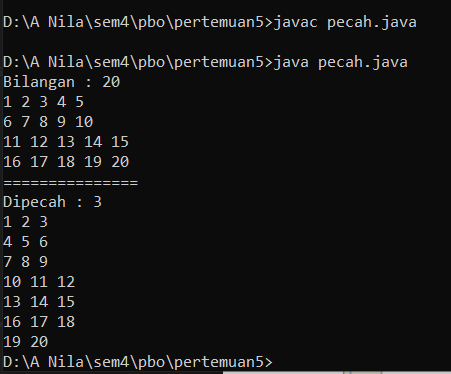 D:\A Nila\sem4\pbo\pertemuan5>javac pecah.java
D:\A Nila\sem4\pbo\pertemuan5>java pecah.java
Bilangan : 20
1 2 3 4 5
6 7 8 9 10
11 12 13 14 15
16 17 18 19 20
===============
Dipecah : 3
1 2 3
4 5 6
7 8 9
10 11 12
13 14 15
16 17 18
19 20
D:\A Nila\sem4\pbo\pertemuan5>